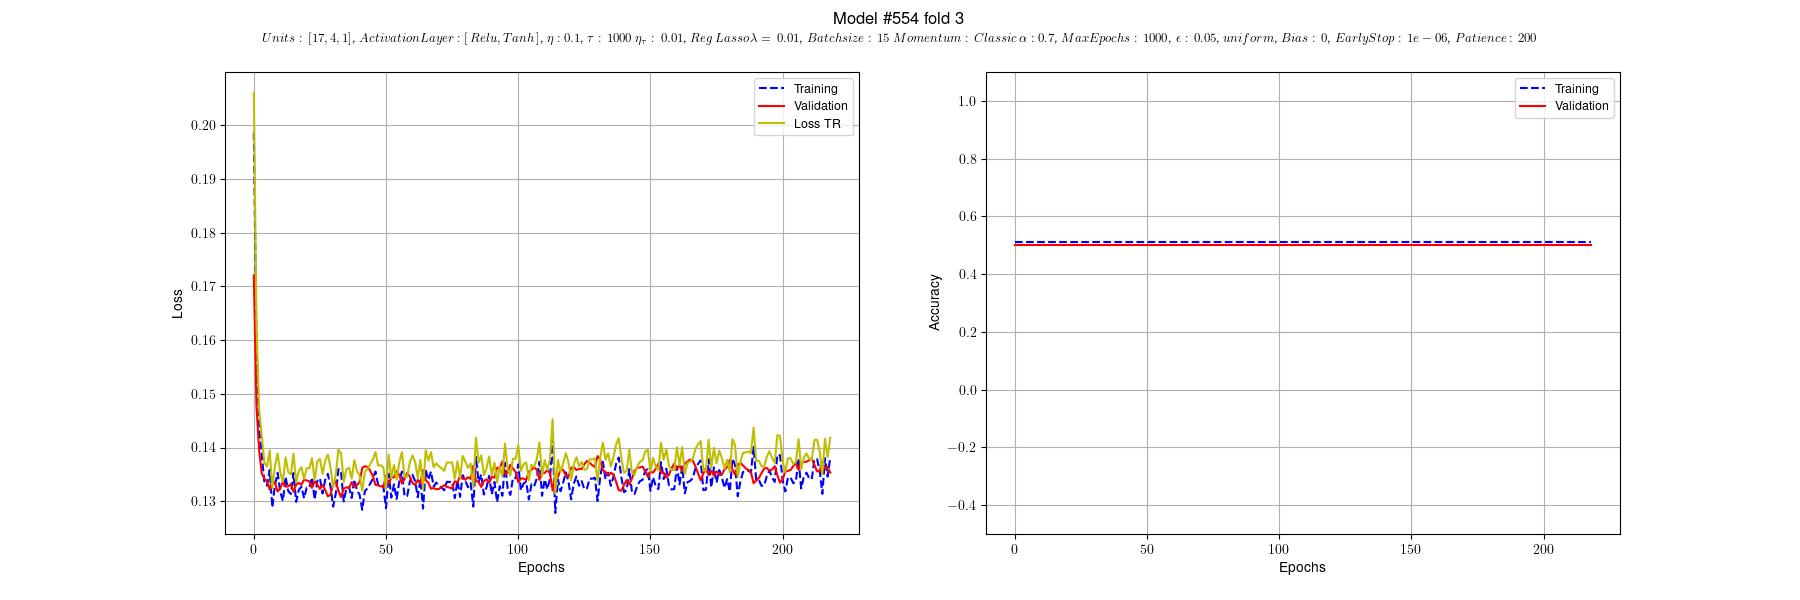 Model #554 fold 3
Units : [17, 4, 1], ActivationLayer : [ Relu, Tanh ], η : 0.1, τ : 1000 ητ : 0.01, Reg Lasso λ = 0.01, Batchsize : 15 Momentum : Classic α : 0.7, MaxEpochs : 1000, ϵ : 0.05, uniform, Bias : 0, EarlyStop : 1e − 06, Patience : 200
Training
Validation
Loss TR
0.20
0.19
0.18
0.17
0.16
0.15
0.14
0.13
Loss
0
50
100
150
200
Epochs
Training
Validation
1.0
0.8
0.6
0.4
0.2
0.0
−0.2
−0.4
Accuracy
0
50
100
150
200
Epochs